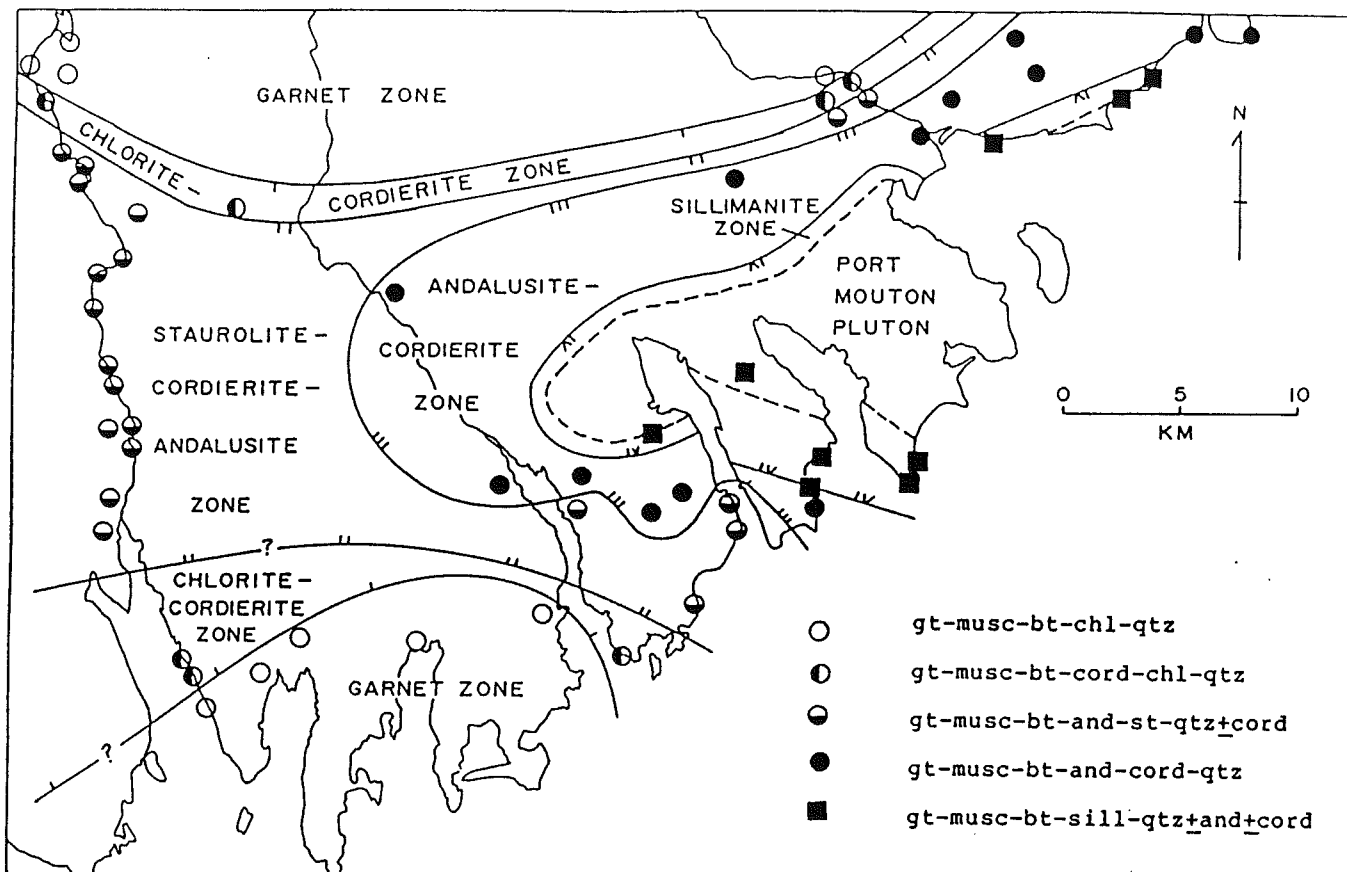 GARNET ZONE
N
CHLORITE-
CORDIERITE ZONE
SILLIMANITE
ZONE
PORT
MOUTON
PLUTON
ANDALUSITE-
CORDIERITE
ZONE
STAUROLITE-
CORDIERITE-
ANDALUSITE
ZONE
0 5 10
KM
?
CHLORITE-
CORDIERITE
ZONE
GARNET ZONE
?
gt-musc-bt-chl-qtz
gt-musc-bt-cord-chl-qtz
gt-musc-bt-and-st-qtz±cord
gt-musc-bt-and-cord-qtz
gt-musc-bt-sill-qtz±and±cord